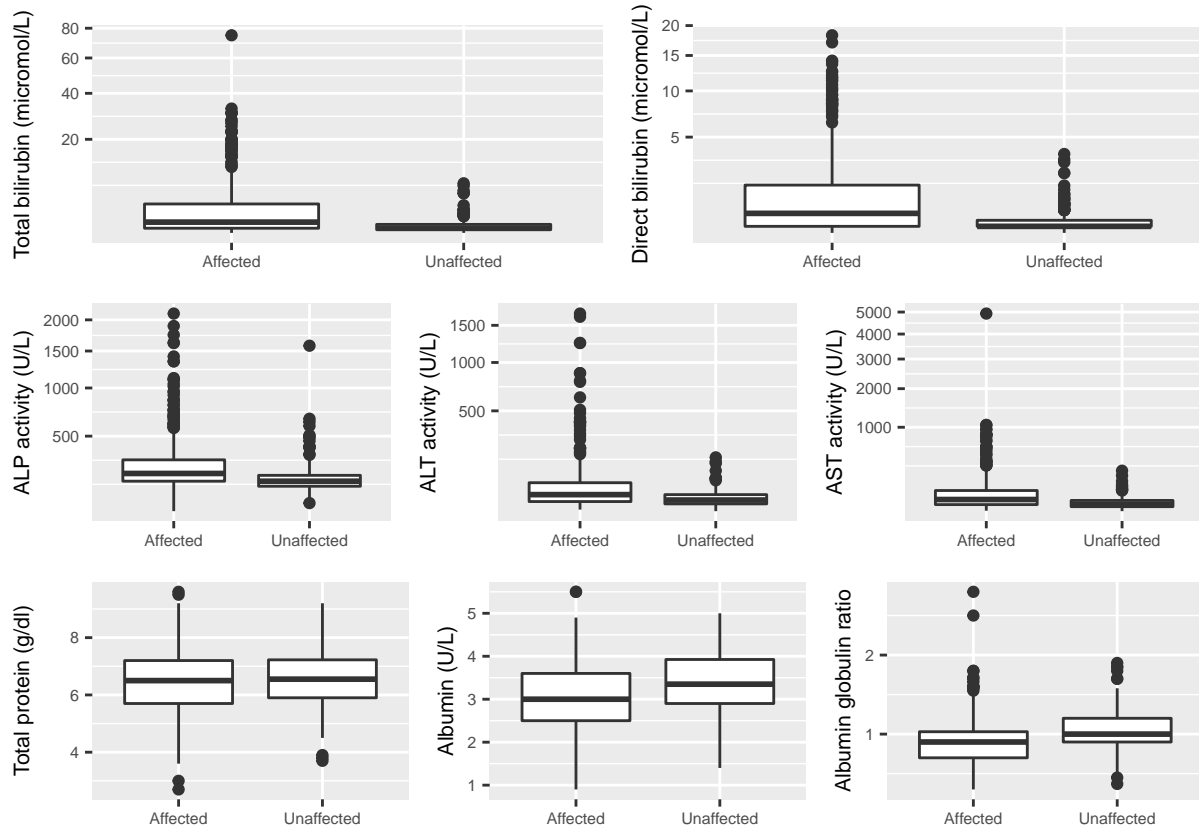 Total bilirubin (micromol/L)
80
60
40
20
Affected
Unaffected
Direct bilirubin (micromol/L)
20
15
10
5
Affected
Unaffected
ALP activity (U/L)
2000
1500
1000
500
Affected
Unaffected
ALT activity (U/L)
1500
1000
500
Affected
Unaffected
AST activity (U/L)
5000
4000
3000
2000
1000
Affected
Unaffected
Total protein (g/dl)
8
6
4
Affected
Unaffected
Albumin (U/L)
5
4
3
2
1
Affected
Unaffected
Albumin globulin ratio
2
1
Affected
Unaffected